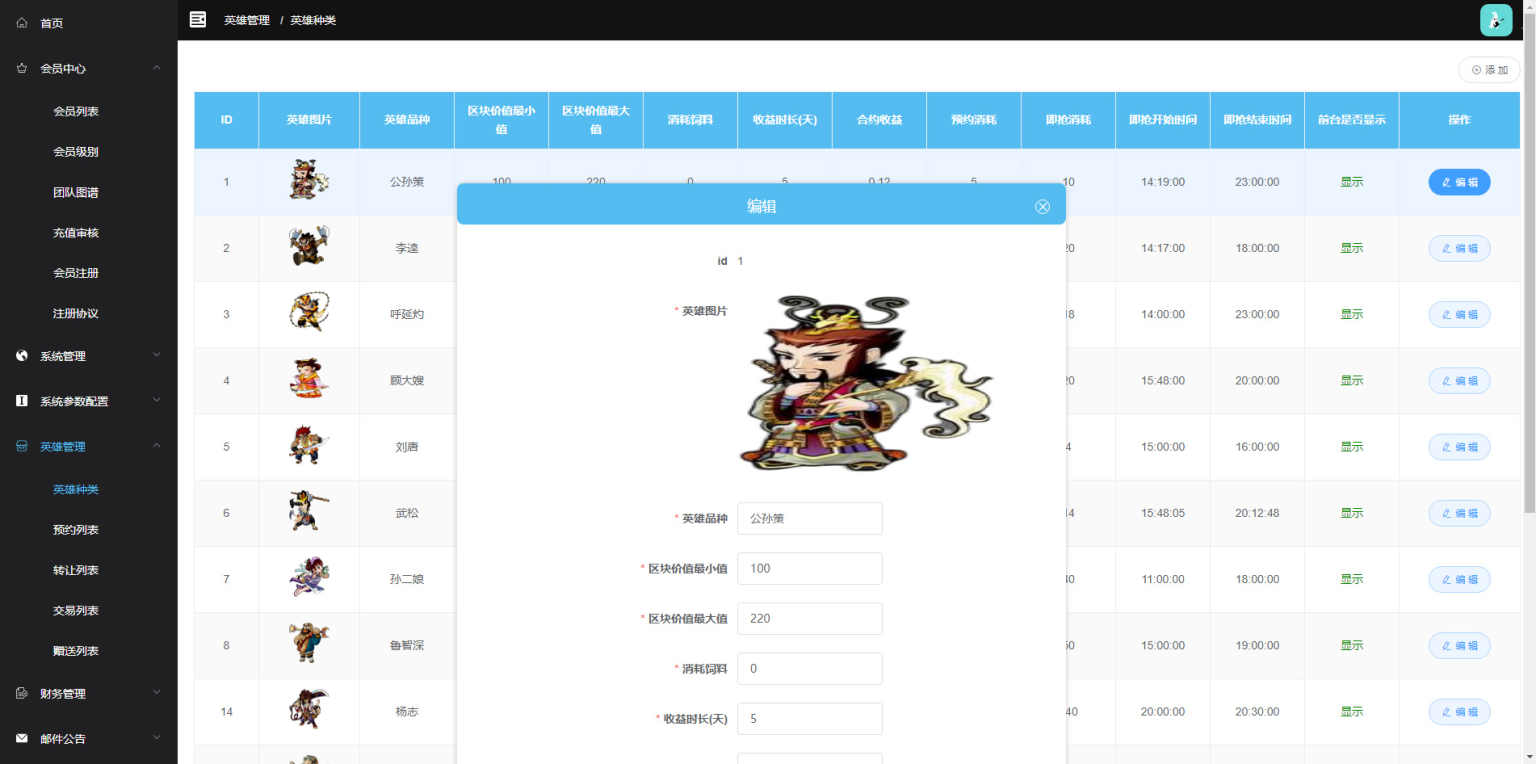 首页
会员中心
会员列表
会员级别
团队图谱
充值审核
会员注册
注册协议
系统管理
系统参数配置
英雄管理
英雄种类
预约列表
转让列表
交易列表
赠送列表
财务管理
邮件公告
英雄管理 / 英雄种类
添加
ID 英雄图片 英雄品种 区块价值最小值 区块价值最大值 消耗饲料 收益时长(天) 合约收益 预约消耗 即抢消耗 即抢开始时间 即抢结束时间 前台是否显示 操作
1 公孙策 100 220 0 5 0.12 5 10 14:19:00 23:00:00 显示 编辑
2 李逵 20 14:17:00 18:00:00 显示 编辑
3 呼延灼 8 14:00:00 23:00:00 显示 编辑
4 顾大嫂 20 15:48:00 20:00:00 显示 编辑
5 刘唐 4 15:00:00 16:00:00 显示 编辑
6 武松 14 15:48:05 20:12:48 显示 编辑
7 孙二娘 40 11:00:00 18:00:00 显示 编辑
8 鲁智深 50 15:00:00 19:00:00 显示 编辑
14 杨志 40 20:00:00 20:30:00 显示 编辑
编辑
id 1
* 英雄图片
* 英雄品种 公孙策
* 区块价值最小值 100
* 区块价值最大值 220
* 消耗饲料 0
* 收益时长(天) 5